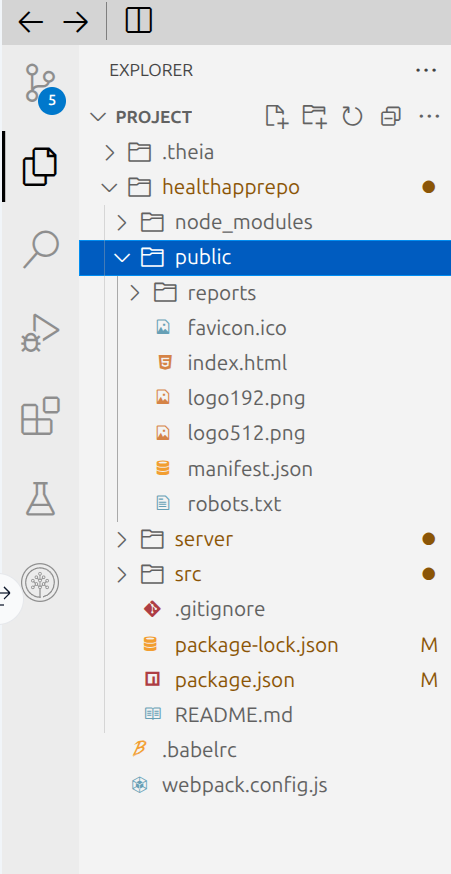 EXPLORER
5
PROJECT
.theia
healthapprepo
node_modules
public
reports
favicon.ico
index.html
logo192.png
logo512.png
manifest.json
robots.txt
server
src
.gitignore
package-lock.json M
package.json M
README.md
.babelrc
webpack.config.js